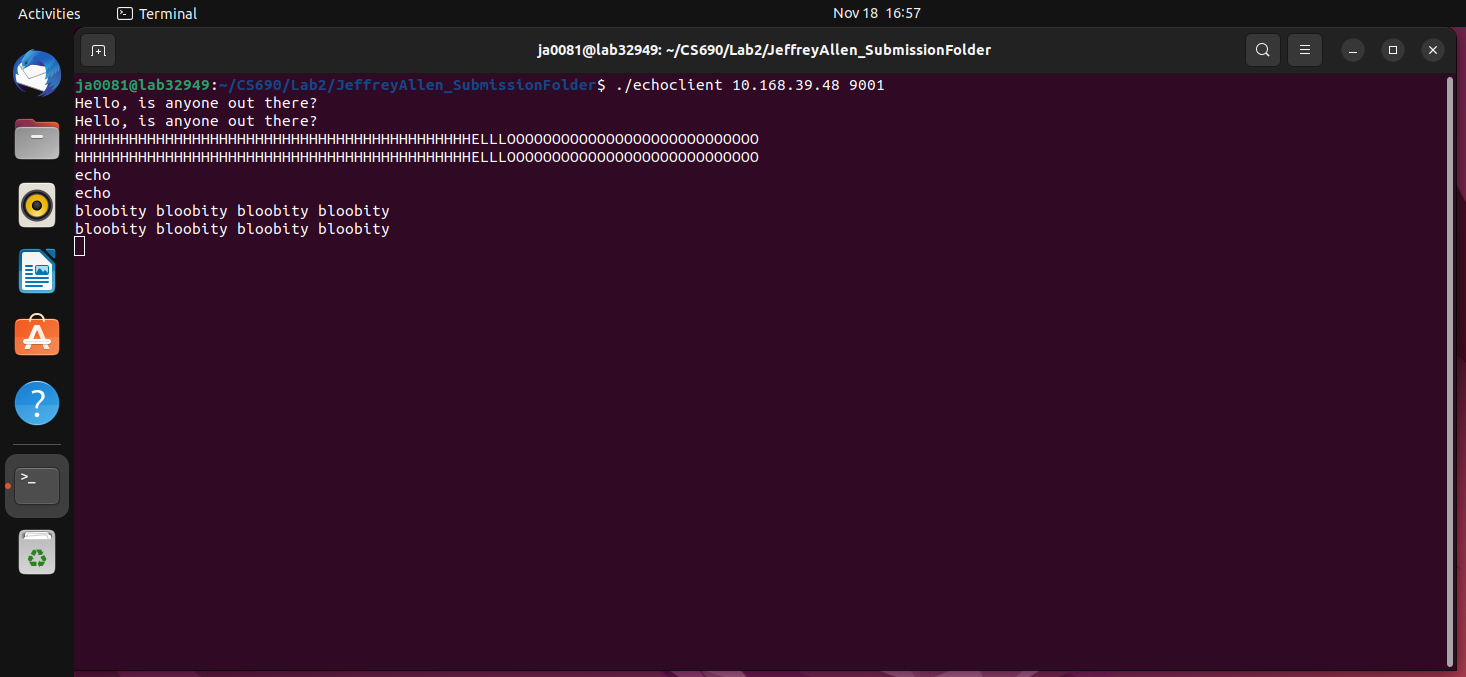 Activities
Terminal
Nov 18 16:57
ja0081@lab32949: ~/CS690/Lab2/JeffreyAllen_SubmissionFolder
ja0081@lab32949:~/CS690/Lab2/JeffreyAllen_SubmissionFolder$ ./echoclient 10.168.39.48 9001
Hello, is anyone out there?
Hello, is anyone out there?
HHHHHHHHHHHHHHHHHHHHHHHHHHHHHHHHHHHHHHHHHHHHELLLOOOOOOOOOOOOOOOOOOOOOOOOOOOO
HHHHHHHHHHHHHHHHHHHHHHHHHHHHHHHHHHHHHHHHHHHHELLLOOOOOOOOOOOOOOOOOOOOOOOOOOOO
echo
echo
bloobity bloobity bloobity bloobity
bloobity bloobity bloobity bloobity